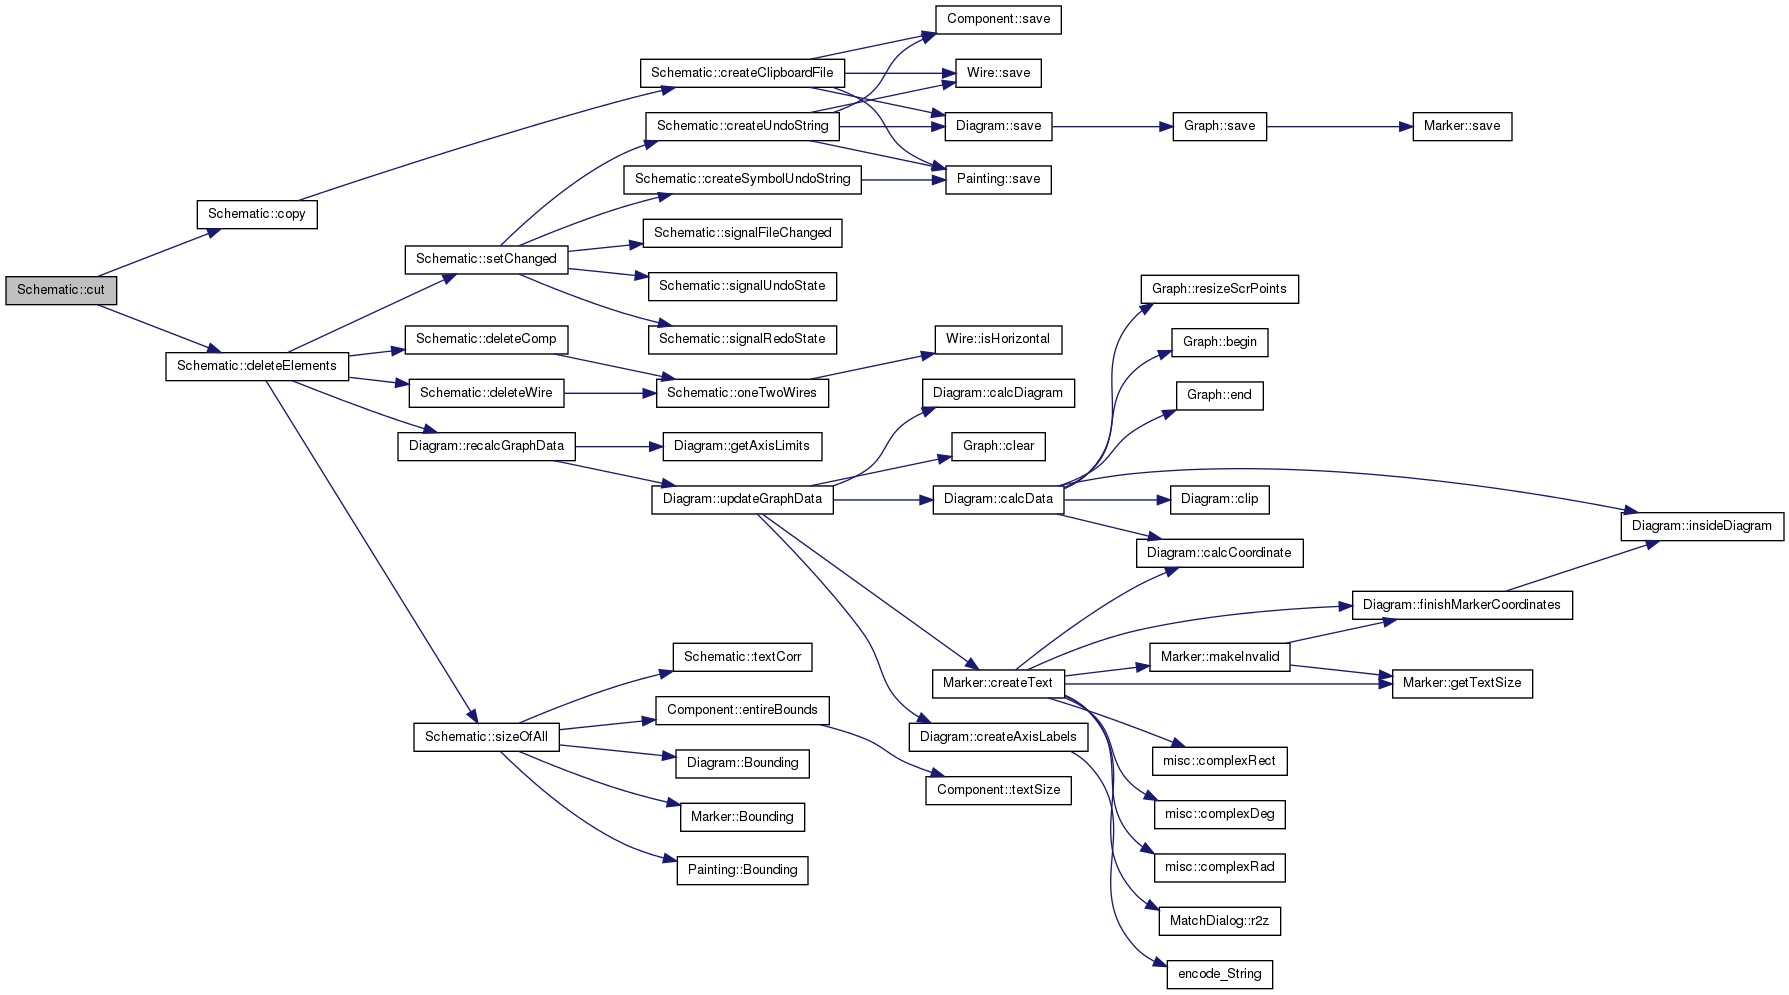 Component::save
Schematic::createClipboardFile
Wire::save
Schematic::createUndoString
Diagram::save
Graph::save
Marker::save
Schematic::createSymbolUndoString
Painting::save
Schematic::copy
Schematic::signalFileChanged
Schematic::setChanged
Schematic::cut
Schematic::signalUndoState
Graph::resizeScrPoints
Schematic::deleteComp
Schematic::signalRedoState
Wire::isHorizontal
Graph::begin
Schematic::deleteElements
Schematic::deleteWire
Schematic::oneTwoWires
Diagram::calcDiagram
Graph::end
Diagram::recalcGraphData
Diagram::getAxisLimits
Graph::clear
Diagram::updateGraphData
Diagram::calcData
Diagram::clip
Diagram::insideDiagram
Diagram::calcCoordinate
Diagram::finishMarkerCoordinates
Schematic::textCorr
Marker::makeInvalid
Marker::createText
Marker::getTextSize
Component::entireBounds
Schematic::sizeOfAll
Diagram::createAxisLabels
Diagram::Bounding
misc::complexRect
Component::textSize
Marker::Bounding
misc::complexDeg
Painting::Bounding
misc::complexRad
MatchDialog::r2z
encode_String